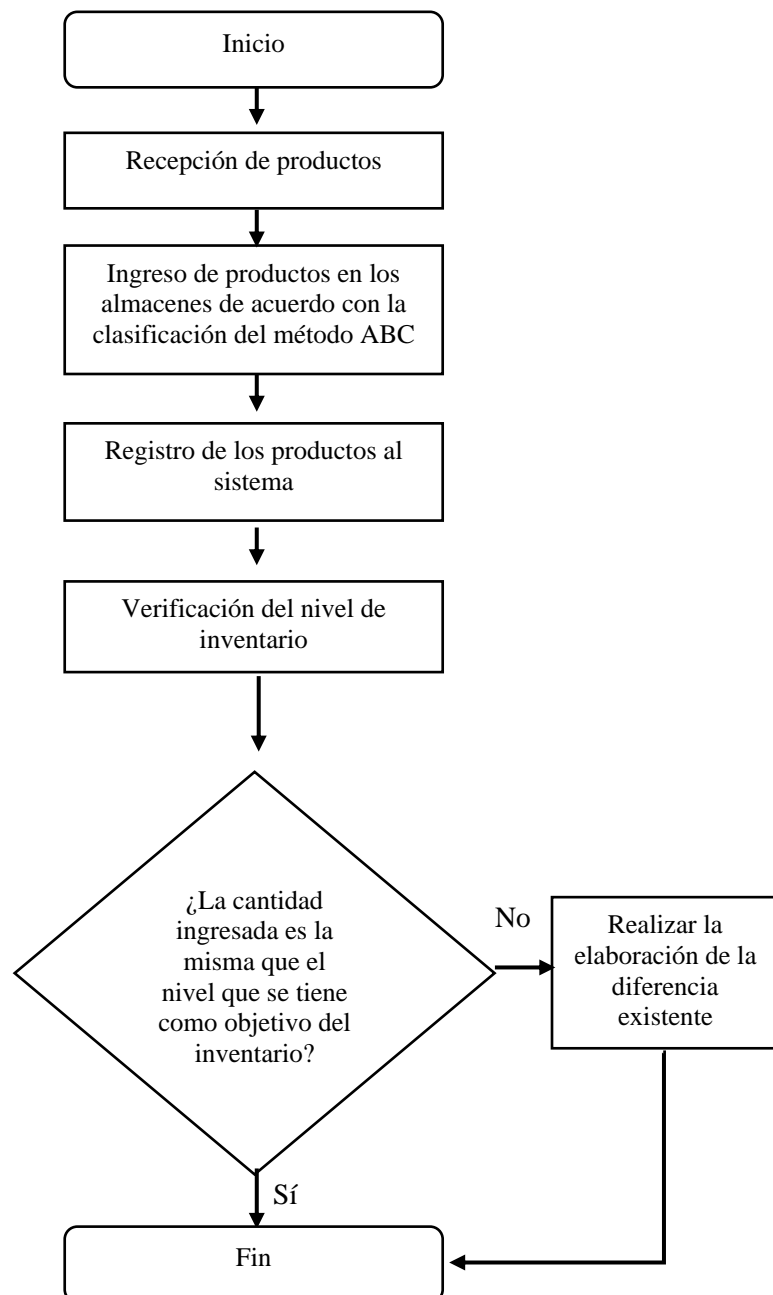 Inicio
Recepción de productos
Ingreso de productos en los
almacenes de acuerdo con la
clasificación del método ABC
Registro de los productos al
sistema
Verificación del nivel de
inventario
¿La cantidad
ingresada es la
misma que el
nivel que se tiene
como objetivo del
inventario?
No
Realizar la
elaboración de la
diferencia
existente
Sí
Fin